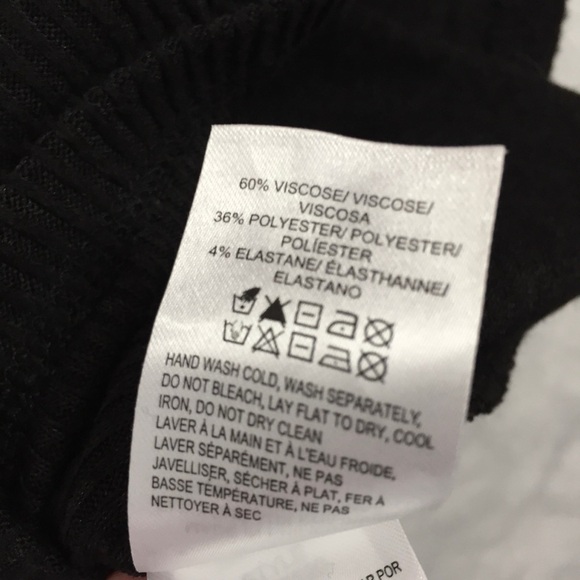 60% VISCOSE/ VISCOSE/
VISCOSA
36% POLYESTER/ POLYESTER/
POLÍESTER
4% ELASTANE/ ÉLASTHANNE/
ELASTANO
HAND WASH COLD, WASH SEPARATELY,
DO NOT BLEACH, LAY FLAT TO DRY, COOL
IRON, DO NOT DRY CLEAN
LAVER À LA MAIN ET À L'EAU FROIDE,
LAVER SÉPARÉMENT, NE PAS
JAVELLISER, SÉCHER À PLAT, FER A
BASSE TEMPÉRATURE, NE PAS
NETTOYER À SEC
POR